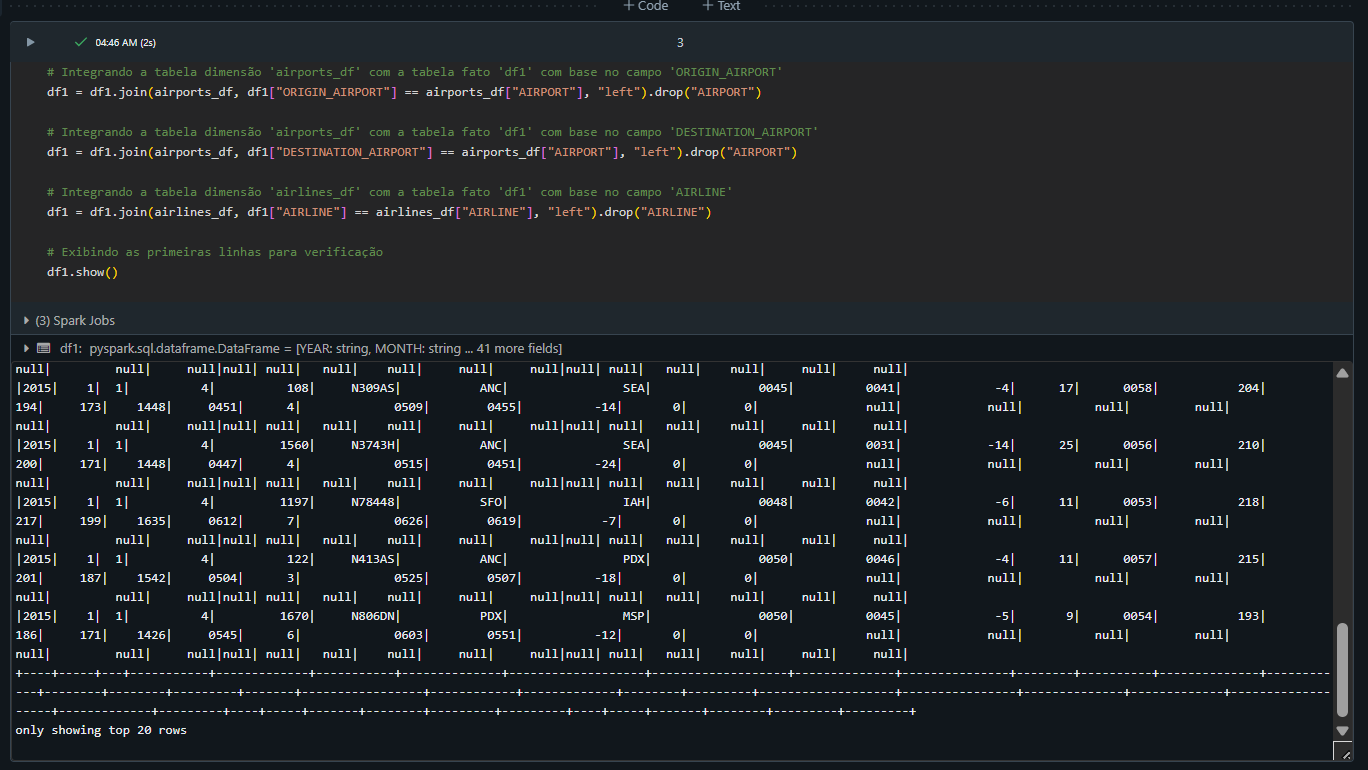 + Code + Text
04:46 AM (2s) 3
# Integrando a tabela dimensão 'airports_df' com a tabela fato 'df1' com base no campo 'ORIGIN_AIRPORT'
df1 = df1.join(airports_df, df1["ORIGIN_AIRPORT"] == airports_df["AIRPORT"], "left").drop("AIRPORT")
# Integrando a tabela dimensão 'airports_df' com a tabela fato 'df1' com base no campo 'DESTINATION_AIRPORT'
df1 = df1.join(airports_df, df1["DESTINATION_AIRPORT"] == airports_df["AIRPORT"], "left").drop("AIRPORT")
# Integrando a tabela dimensão 'airlines_df' com a tabela fato 'df1' com base no campo 'AIRLINE'
df1 = df1.join(airlines_df, df1["AIRLINE"] == airlines_df["AIRLINE"], "left").drop("AIRLINE")
# Exibindo as primeiras linhas para verificação
df1.show()
(3) Spark Jobs
df1: pyspark.sql.dataframe.DataFrame = [YEAR: string, MONTH: string ... 41 more fields]
null| null| null|null| null| null| null| null| null|null| null| null| null| null| null|
|2015| 1| 1| 4| 108| N309AS| ANC| SEA| 0045| 0041| -4| 17| 0058| 204|
194| 173| 1448| 0451| 4| 0509| 0455| -14| 0| 0| null| null| null| null|
null| null| null|null| null| null| null| null| null|null| null| null| null| null| null|
|2015| 1| 1| 4| 1560| N3743H| ANC| SEA| 0045| 0031| -14| 25| 0056| 210|
200| 171| 1448| 0447| 4| 0515| 0451| -24| 0| 0| null| null| null| null|
null| null| null|null| null| null| null| null| null|null| null| null| null| null| null|
|2015| 1| 1| 4| 1197| N78448| SFO| IAH| 0048| 0042| -6| 11| 0053| 218|
217| 199| 1635| 0612| 7| 0626| 0619| -7| 0| 0| null| null| null| null|
null| null| null|null| null| null| null| null| null|null| null| null| null| null| null|
|2015| 1| 1| 4| 122| N413AS| ANC| PDX| 0050| 0046| -4| 11| 0057| 215|
201| 187| 1542| 0504| 3| 0525| 0507| -18| 0| 0| null| null| null| null|
null| null| null|null| null| null| null| null| null|null| null| null| null| null| null|
|2015| 1| 1| 4| 1670| N806DN| PDX| MSP| 0050| 0045| -5| 9| 0054| 193|
186| 171| 1426| 0545| 6| 0603| 0551| -12| 0| 0| null| null| null| null|
null| null| null|null| null| null| null| null| null|null| null| null| null| null| null|
only showing top 20 rows